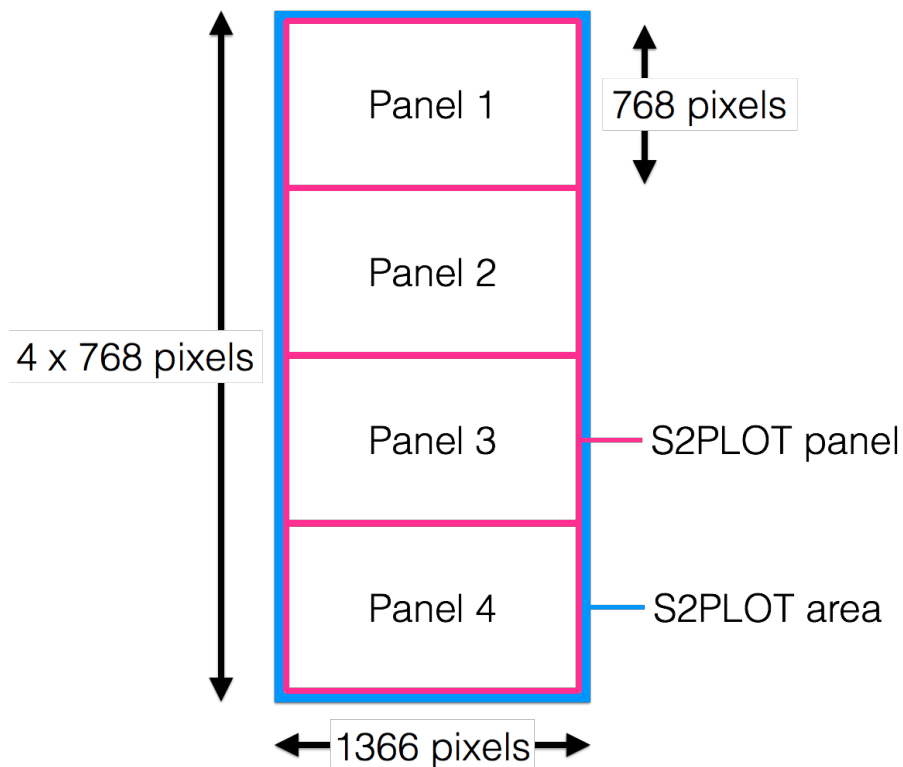 Panel 1
768 pixels
Panel 2
4 x 768 pixels
Panel 3
S2PLOT panel
Panel 4
S2PLOT area
1366 pixels